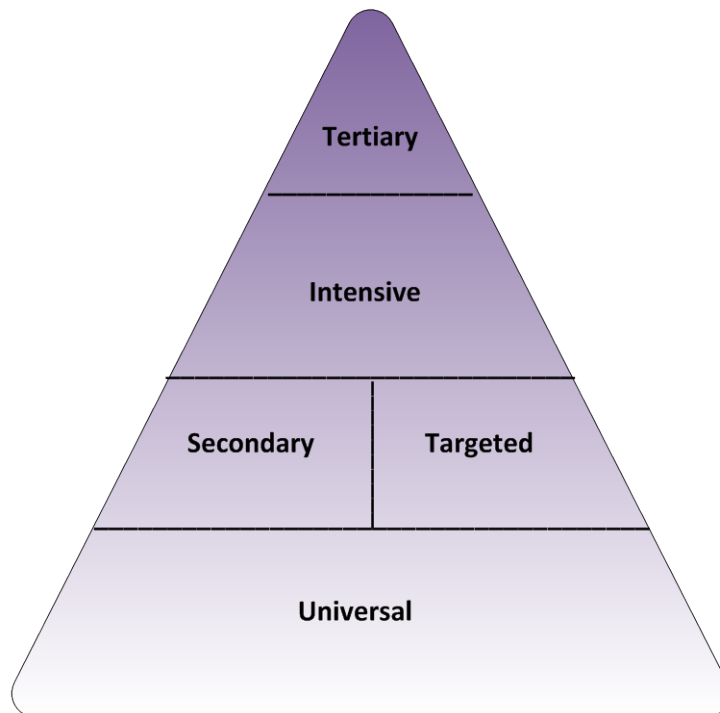 Tertiary
Intensive
Secondary
Targeted
Universal